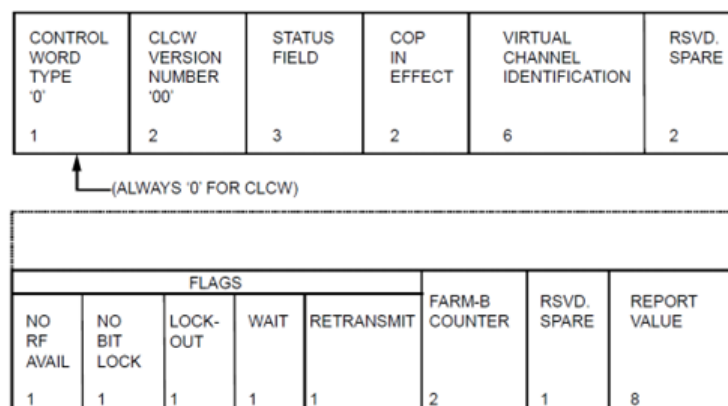 CONTROL
WORD
TYPE
'0'
1
CLCW
VERSION
NUMBER
'00'
2
STATUS
FIELD
3
COP
IN
EFFECT
2
VIRTUAL
CHANNEL
IDENTIFICATION
6
RSVD.
SPARE
2
(ALWAYS '0' FOR CLCW)
FLAGS
NO
RF
AVAIL
1
NO
BIT
LOCK
1
LOCK-
OUT
1
WAIT
1
RETRANSMIT
1
FARM-B
COUNTER
2
RSVD.
SPARE
1
REPORT
VALUE
8